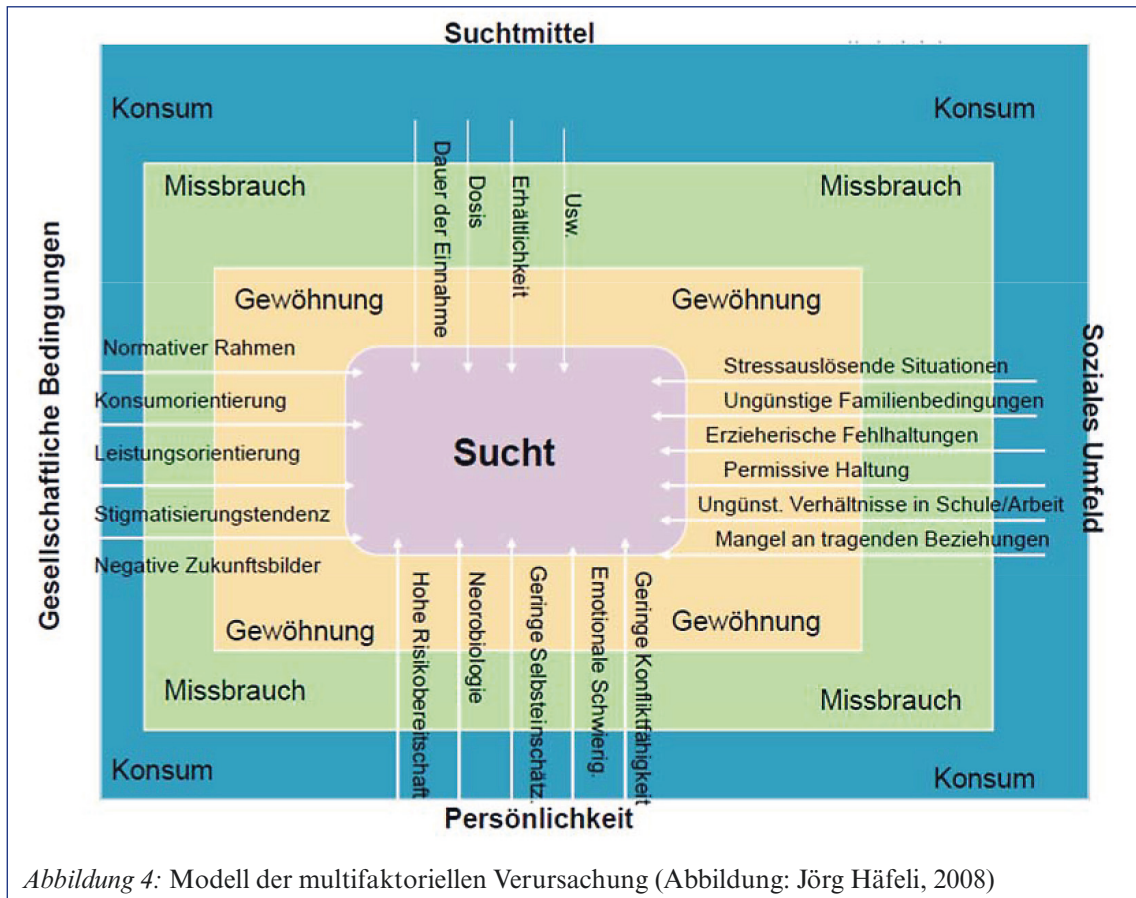 Suchtmittel
Konsum
Konsum
Missbrauch
Missbrauch
Gewöhnung
Gewöhnung
Dauer der Einnahme
Dosis
Erhältlichkeit
Usw.
Gesellschaftliche Bedingungen
Normativer Rahmen
Konsumorientierung
Leistungsorientierung
Stigmatisierungstendenz
Negative Zukunftsbilder
Sucht
Stressauslösende Situationen
Ungünstige Familienbedingungen
Erzieherische Fehlhaltungen
Permissive Haltung
Ungünst. Verhältnisse in Schule/Arbeit
Mangel an tragenden Beziehungen
Soziales Umfeld
Hohe Risikobereitschaft
Neorobiologie
Geringe Selbsteinschätz.
Emotionale Schwierig.
Geringe Konfliktfähigkeit
Gewöhnung
Gewöhnung
Missbrauch
Missbrauch
Konsum
Konsum
Persönlichkeit
Abbildung 4: Modell der multifaktoriellen Verursachung (Abbildung: Jörg Häfeli, 2008)